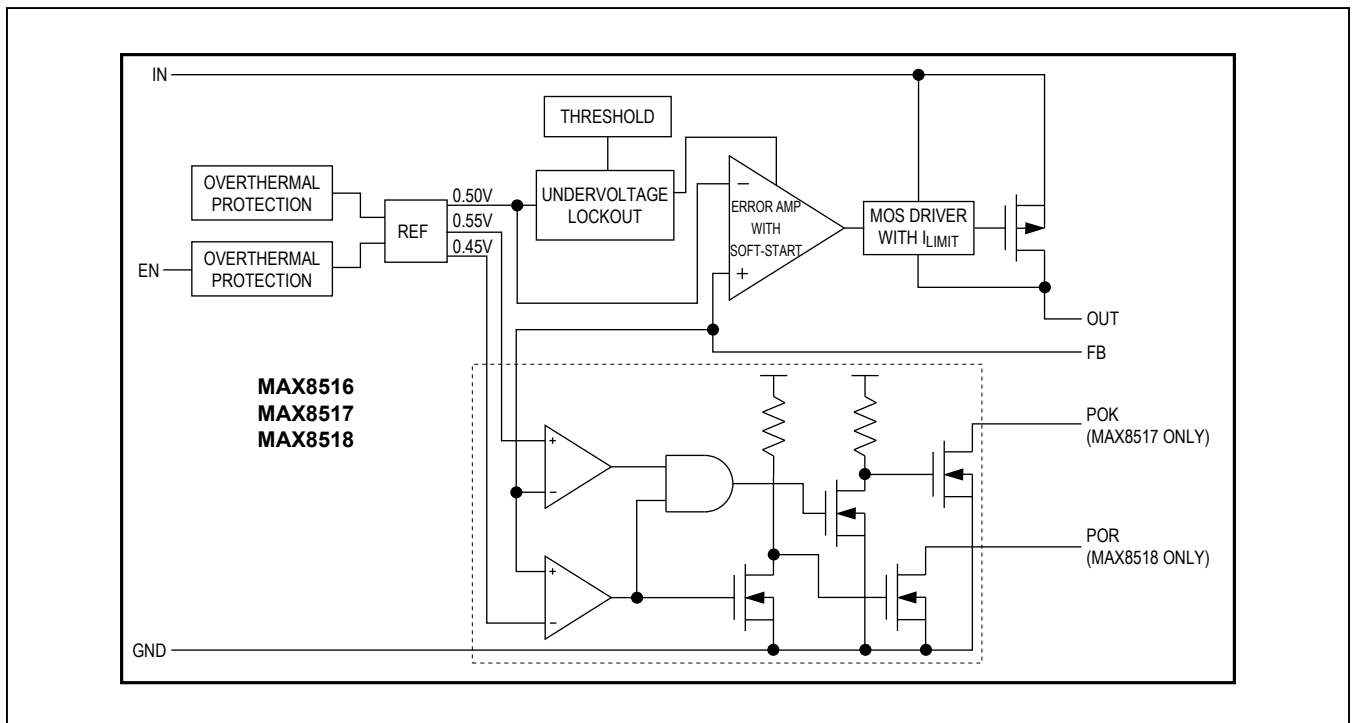 IN
THRESHOLD
OVERTHERMAL
PROTECTION
UNDERVOLTAGE
LOCKOUT
0.50V
0.55V
0.45V
REF
EN
OVERTHERMAL
PROTECTION
−
ERROR AMP
WITH
SOFT-START
+
MOS DRIVER
WITH ILIMIT
OUT
FB
MAX8516
MAX8517
MAX8518
POK
(MAX8517 ONLY)
+
−
POR
(MAX8518 ONLY)
+
−
GND